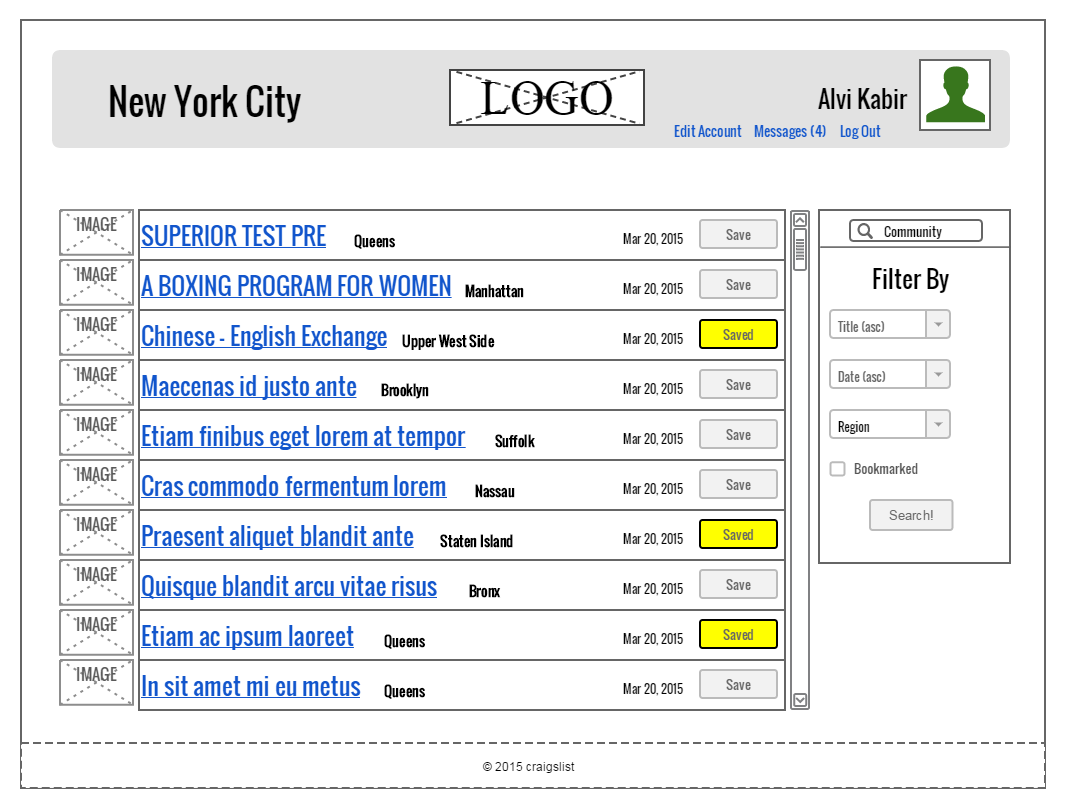 New York City
LOGO
Alvi Kabir
Edit Account Messages (4) Log Out
IMAGE SUPERIOR TEST PRE Queens Mar 20, 2015 Save
IMAGE A BOXING PROGRAM FOR WOMEN Manhattan Mar 20, 2015 Save
IMAGE Chinese - English Exchange Upper West Side Mar 20, 2015 Saved
IMAGE Maecenas id justo ante Brooklyn Mar 20, 2015 Save
IMAGE Etiam finibus eget lorem at tempor Suffolk Mar 20, 2015 Save
IMAGE Cras commodo fermentum lorem Nassau Mar 20, 2015 Save
IMAGE Praesent aliquet blandit ante Staten Island Mar 20, 2015 Saved
IMAGE Quisque blandit arcu vitae risus Bronx Mar 20, 2015 Save
IMAGE Etiam ac ipsum laoreet Queens Mar 20, 2015 Saved
IMAGE In sit amet mi eu metus Queens Mar 20, 2015 Save
Community
Filter By
Title (asc)
Date (asc)
Region
Bookmarked
Search!
© 2015 craigslist